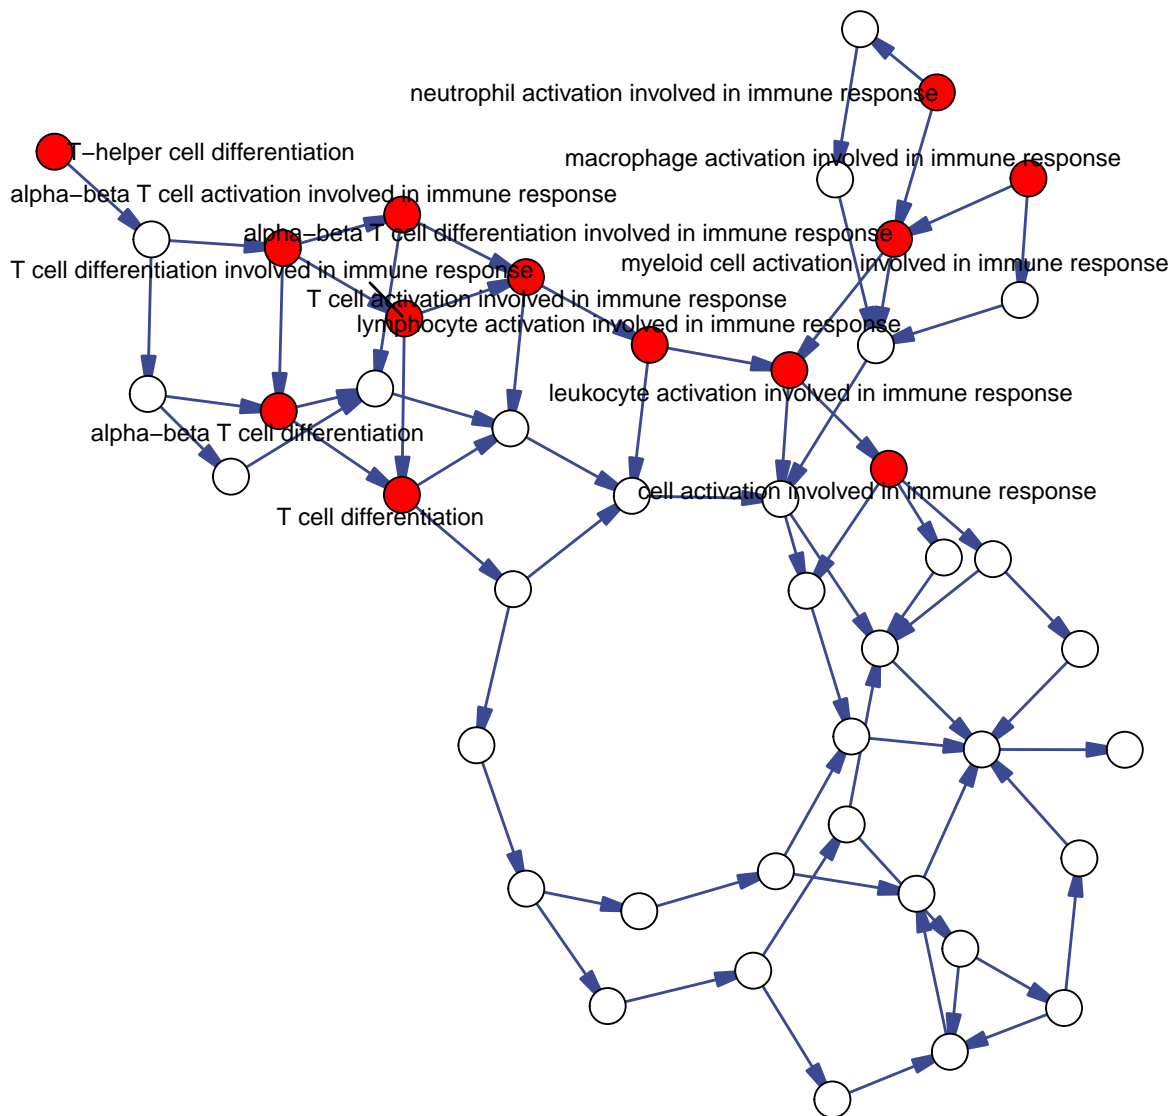 neutrophil activation involved in immune response
T−helper cell differentiation
macrophage activation involved in immune response
alpha−beta T cell activation involved in immune response
alpha−beta T cell differentiation involved in immune response
myeloid cell activation involved in immune response
T cell differentiation involved in immune response
T cell activation involved in immune response
lymphocyte activation involved in immune response
leukocyte activation involved in immune response
alpha−beta T cell differentiation
cell activation involved in immune response
T cell differentiation